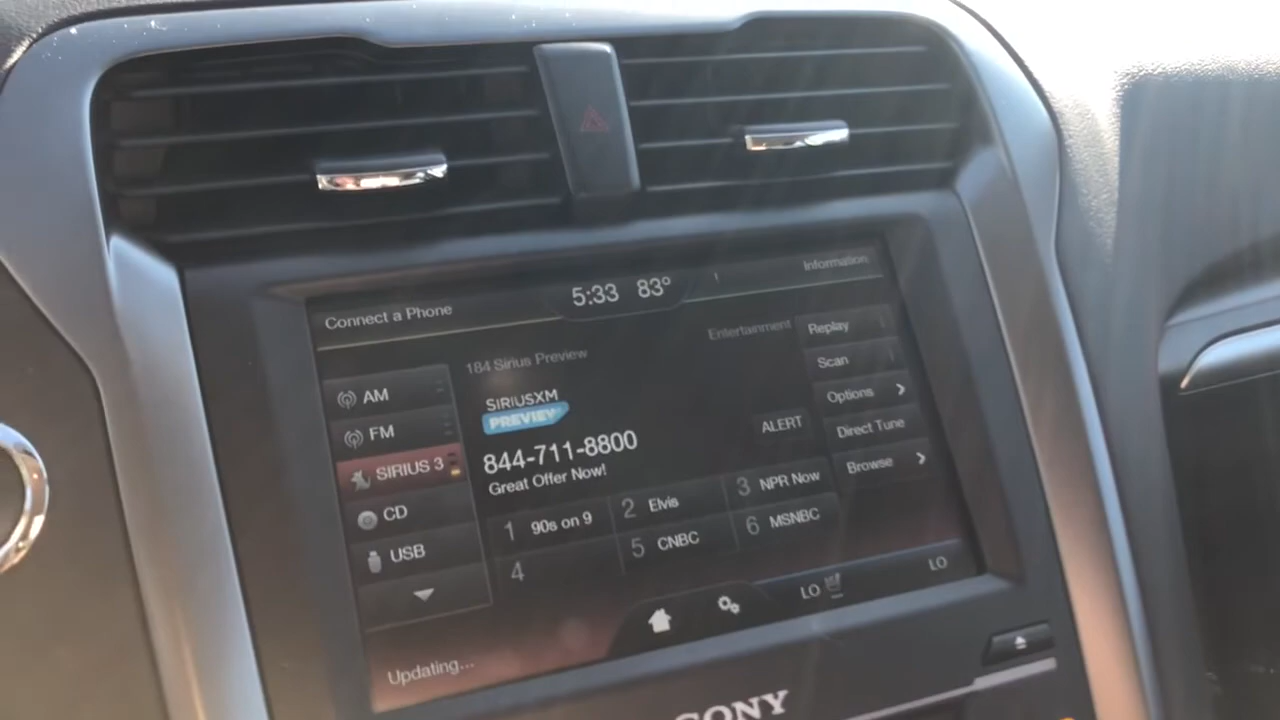 5:33 83°
Information
Connect a Phone
Entertainment
184 Sirius Preview
Replay
Scan
AM
SIRIUSXM
PREVIEW
Options
FM
ALERT
Direct Tune
844-711-8800
SIRIUS 3
Great Offer Now!
Browse
CD
1 90s on 9
2 Elvis
3 NPR Now
USB
4
5 CNBC
6 MSNBC
LO
LO
Updating...
SONY